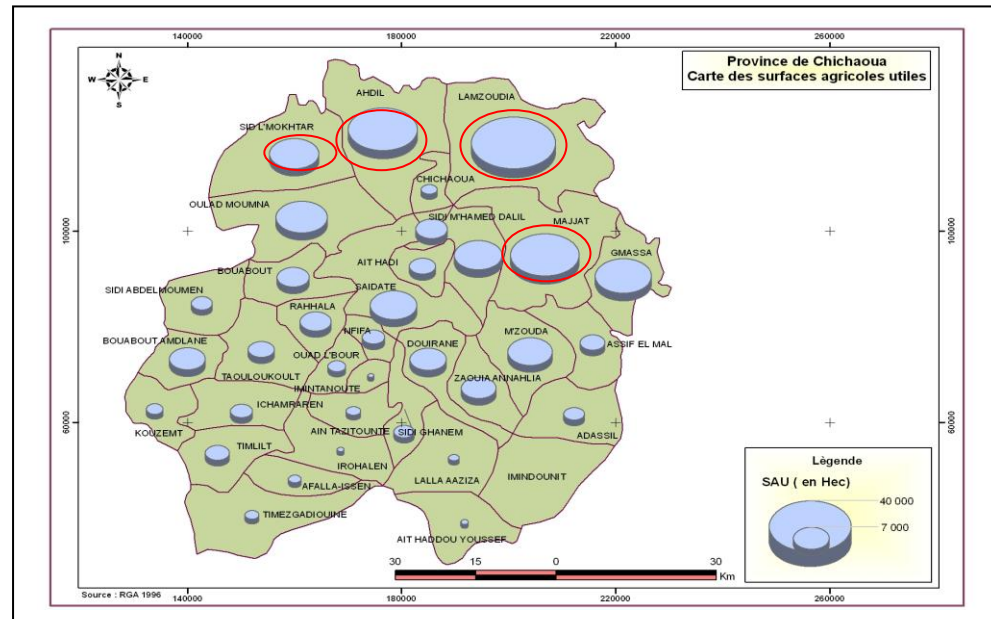 140000 180000 220000 260000
N
W E
S
Province de Chichaoua
Carte des surfaces agricoles utiles
AHDIL
LAMZOUDIA
SID L'MOKHTAR
CHICHAOUA
OULAD MOUMNA
SIDI M'HAMED DALIL
MAJJAT
100000
100000
GMASSA
AIT HADI
BOUABOUT
SAIDATE
SIDI ABDELMOUMEN
RAHHALA
NFIFA
M'ZOUDA
BOUABOUT AMDLANE
DOUIRANE
ASSIF EL MAL
OUAD L'BOUR
TAOULOUKOULT
ZAOUIA ANNAHLIA
IMINTANOUTE
ICHAMRAREN
60000
60000
KOUZEMT
AIN TAZITOUNTE
SIDI GHANEM
ADASSIL
TIMLILT
IROHALEN
LALLA AAZIZA
IMINDOUNIT
AFALLA-ISSEN
TIMEZGADIOUINE
AIT HADDOU YOUSSEF
Lègende
SAU ( en Hec)
40 000
7 000
30 15 0 30
Km
Source : RGA 1996
140000 180000 220000 260000